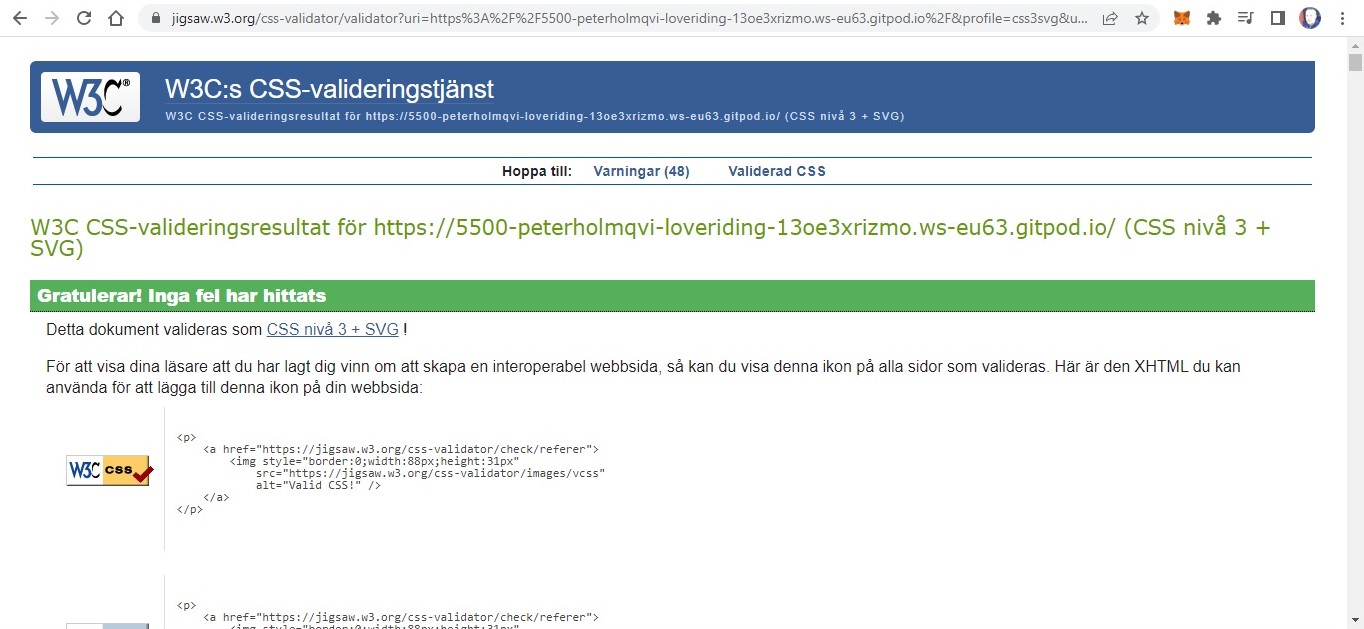 jigsaw.w3.org/css-validator/validator?uri=https%3A%2F%2F5500-peterholmqvi-loveriding-13oe3xrizmo.ws-eu63.gitpod.io%2F&profile=css3svg&u...
W3C®
W3C:s CSS-valideringstjänst
W3C CSS-valideringsresultat för https://5500-peterholmqvi-loveriding-13oe3xrizmo.ws-eu63.gitpod.io/ (CSS nivå 3 + SVG)
Hoppa till: Varningar (48) Validerad CSS
W3C CSS-valideringsresultat för https://5500-peterholmqvi-loveriding-13oe3xrizmo.ws-eu63.gitpod.io/ (CSS nivå 3 +
SVG)
Gratulerar! Inga fel har hittats
Detta dokument valideras som CSS nivå 3 + SVG !
För att visa dina läsare att du har lagt dig vinn om att skapa en interoperabel webbsida, så kan du visa denna ikon på alla sidor som valideras. Här är den XHTML du kan
använda för att lägga till denna ikon på din webbsida:
W3C css
<p>
<a href="https://jigsaw.w3.org/css-validator/check/referer">
<img style="border:0;width:88px;height:31px"
src="https://jigsaw.w3.org/css-validator/images/vcss"
alt="Valid CSS!" />
</a>
</p>
<p>
<a href="https://jigsaw.w3.org/css-validator/check/referer">
<img style="border:0;width:88px;height:31px"